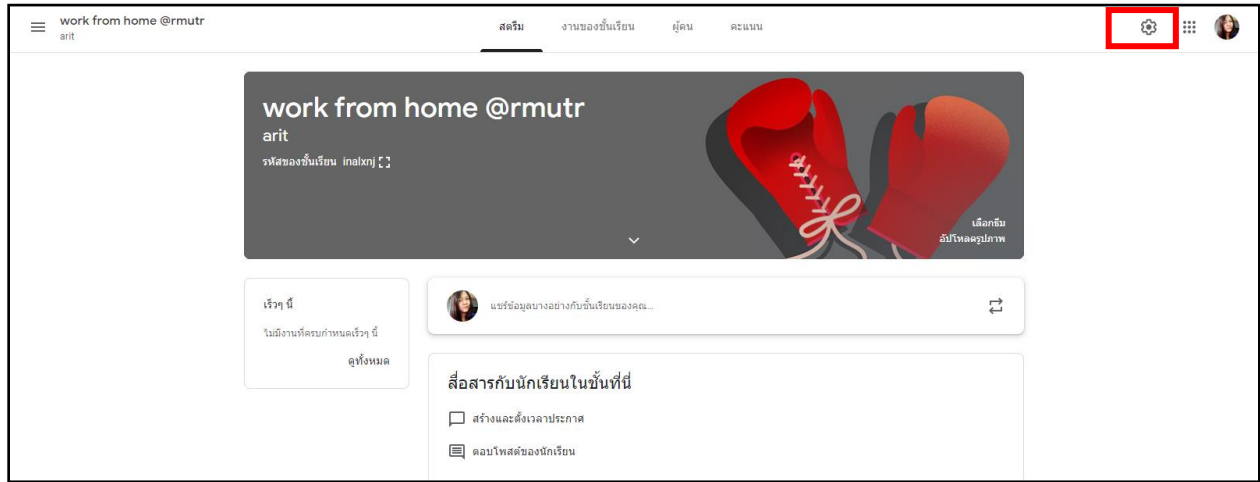 work from home @rmutr
arit
สตรีม งานของชั้นเรียน ผู้คน คะแนน
work from home @rmutr
arit
รหัสของชั้นเรียน inalxnj
เลือกธีม
อัปโหลดรูปภาพ
เร็วๆ นี้
ไม่มีงานที่ครบกำหนดเร็วๆ นี้
ดูทั้งหมด
แชร์ข้อมูลบางอย่างกับชั้นเรียนของคุณ...
สื่อสารกับนักเรียนในชั้นที่นี่
สร้างและตั้งเวลาประกาศ
ตอบโพสต์ของนักเรียน